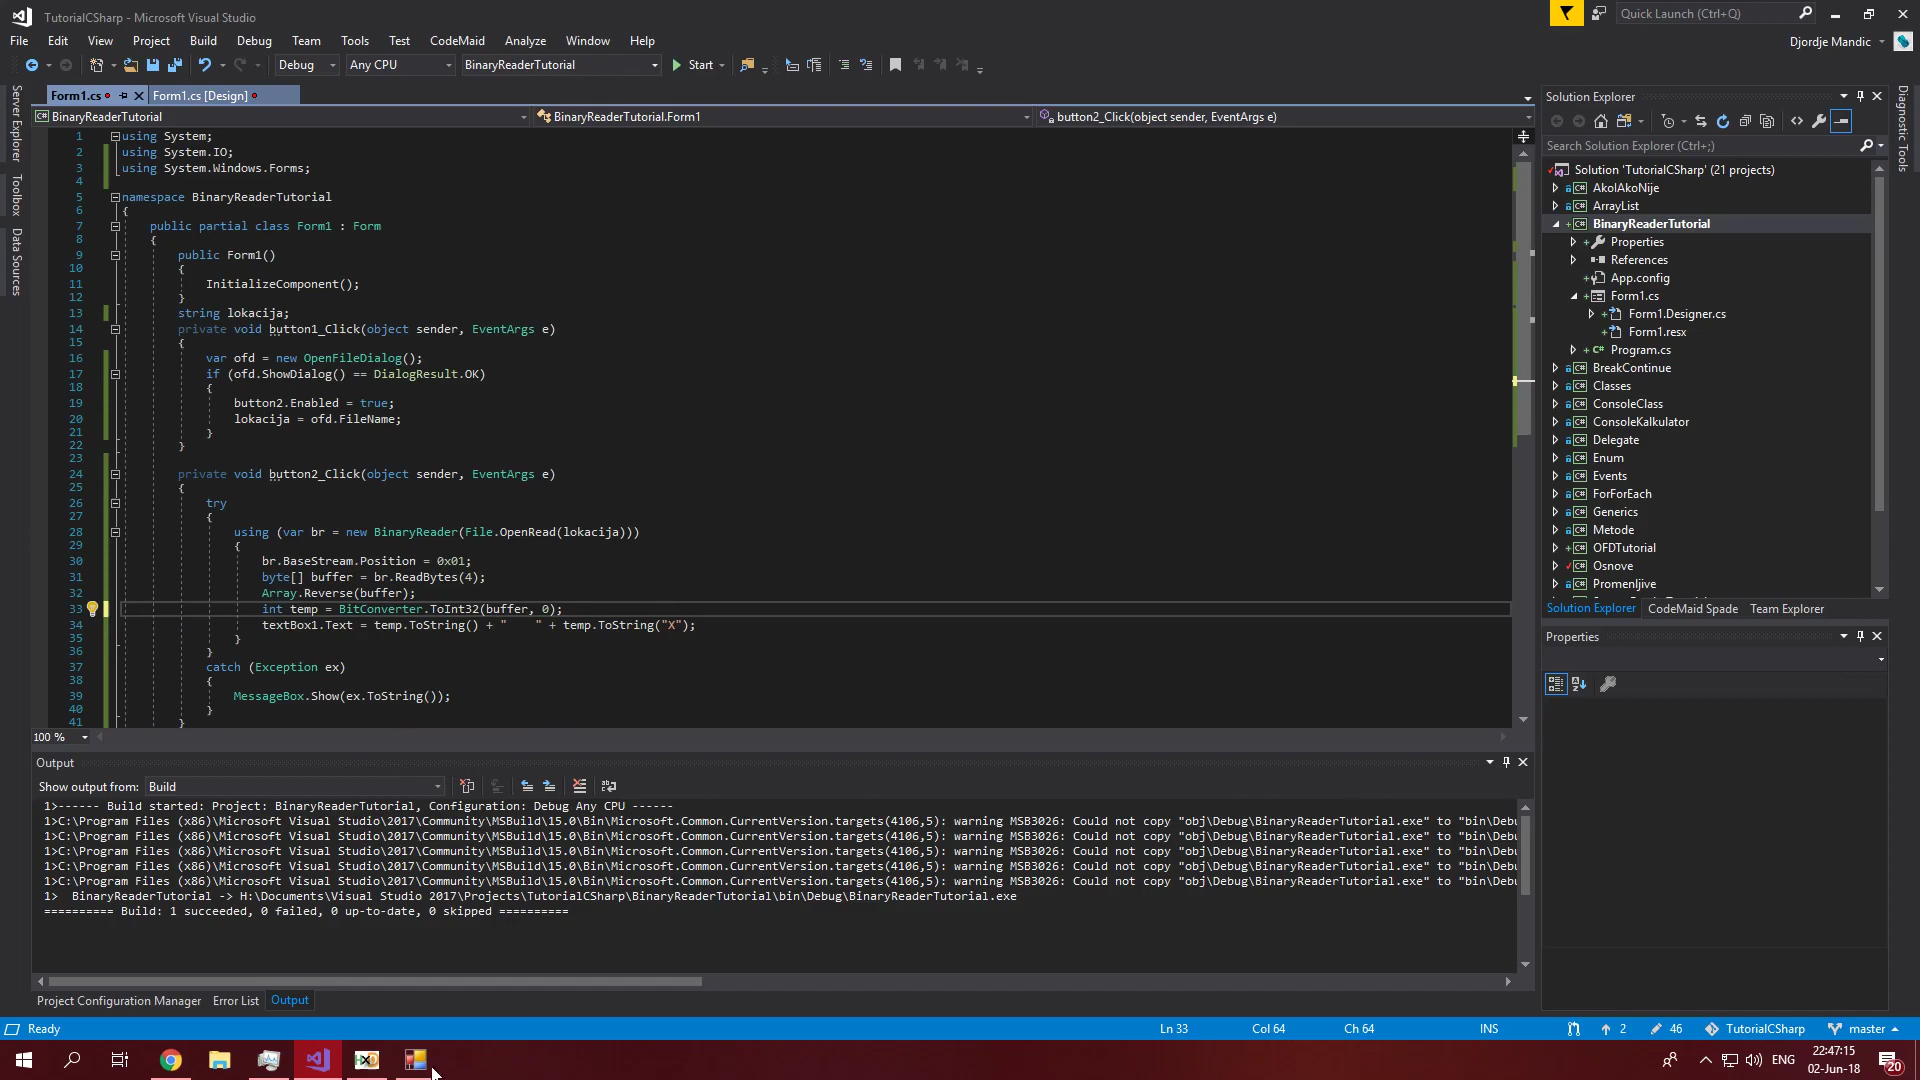 TutorialCSharp - Microsoft Visual Studio
Quick Launch (Ctrl+Q)
File Edit View Project Build Debug Team Tools Test CodeMaid Analyze Window Help
Djordje Mandic
Debug Any CPU BinaryReaderTutorial Start
Server Explorer
Toolbox
Data Sources
Form1.cs Form1.cs [Design]
BinaryReaderTutorial BinaryReaderTutorial.Form1 button2_Click(object sender, EventArgs e)
1 using System;
2 using System.IO;
3 using System.Windows.Forms;
4
5 namespace BinaryReaderTutorial
6 {
7 public partial class Form1 : Form
8 {
9 public Form1()
10 {
11 InitializeComponent();
12 }
13 string lokacija;
14 private void button1_Click(object sender, EventArgs e)
15 {
16 var ofd = new OpenFileDialog();
17 if (ofd.ShowDialog() == DialogResult.OK)
18 {
19 button2.Enabled = true;
20 lokacija = ofd.FileName;
21 }
22 }
23
24 private void button2_Click(object sender, EventArgs e)
25 {
26 try
27 {
28 using (var br = new BinaryReader(File.OpenRead(lokacija)))
29 {
30 br.BaseStream.Position = 0x01;
31 byte[] buffer = br.ReadBytes(4);
32 Array.Reverse(buffer);
33 int temp = BitConverter.ToInt32(buffer, 0);
34 textBox1.Text = temp.ToString() + "    " + temp.ToString("X");
35 }
36 }
37 catch (Exception ex)
38 {
39 MessageBox.Show(ex.ToString());
40 }
41 }
100 %
Output
Show output from: Build
1>------ Build started: Project: BinaryReaderTutorial, Configuration: Debug Any CPU ------
1>C:\Program Files (x86)\Microsoft Visual Studio\2017\Community\MSBuild\15.0\Bin\Microsoft.Common.CurrentVersion.targets(4106,5): warning MSB3026: Could not copy "obj\Debug\BinaryReaderTutorial.exe" to "bin\Debu
1>C:\Program Files (x86)\Microsoft Visual Studio\2017\Community\MSBuild\15.0\Bin\Microsoft.Common.CurrentVersion.targets(4106,5): warning MSB3026: Could not copy "obj\Debug\BinaryReaderTutorial.exe" to "bin\Debu
1>C:\Program Files (x86)\Microsoft Visual Studio\2017\Community\MSBuild\15.0\Bin\Microsoft.Common.CurrentVersion.targets(4106,5): warning MSB3026: Could not copy "obj\Debug\BinaryReaderTutorial.exe" to "bin\Debu
1>C:\Program Files (x86)\Microsoft Visual Studio\2017\Community\MSBuild\15.0\Bin\Microsoft.Common.CurrentVersion.targets(4106,5): warning MSB3026: Could not copy "obj\Debug\BinaryReaderTutorial.exe" to "bin\Debu
1>C:\Program Files (x86)\Microsoft Visual Studio\2017\Community\MSBuild\15.0\Bin\Microsoft.Common.CurrentVersion.targets(4106,5): warning MSB3026: Could not copy "obj\Debug\BinaryReaderTutorial.exe" to "bin\Debu
1>  BinaryReaderTutorial -> H:\Documents\Visual Studio 2017\Projects\TutorialCSharp\BinaryReaderTutorial\bin\Debug\BinaryReaderTutorial.exe
========== Build: 1 succeeded, 0 failed, 0 up-to-date, 0 skipped ==========
Project Configuration Manager Error List Output
Solution Explorer
Search Solution Explorer (Ctrl+;)
Solution 'TutorialCSharp' (21 projects)
AkoIAkoNije
ArrayList
BinaryReaderTutorial
Properties
References
App.config
Form1.cs
Form1.Designer.cs
Form1.resx
Program.cs
BreakContinue
Classes
ConsoleClass
ConsoleKalkulator
Delegate
Enum
Events
ForForEach
Generics
Metode
OFDTutorial
Osnove
Promenljive
Solution Explorer CodeMaid Spade Team Explorer
Properties
Diagnostic Tools
Ready Ln 33 Col 64 Ch 64 INS 2 46 TutorialCSharp master
ENG 22:47:15
02-Jun-18
20